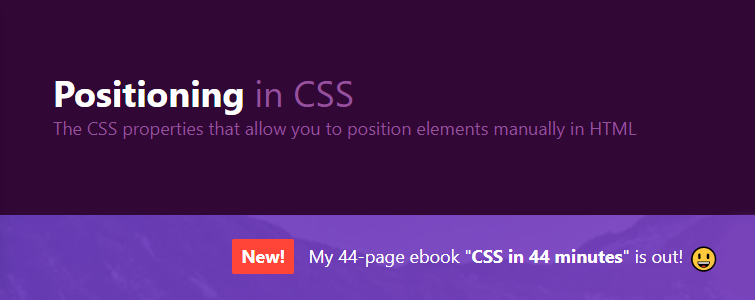 Positioning in CSS
The CSS properties that allow you to position elements manually in HTML
New! My 44-page ebook "CSS in 44 minutes" is out! 😃